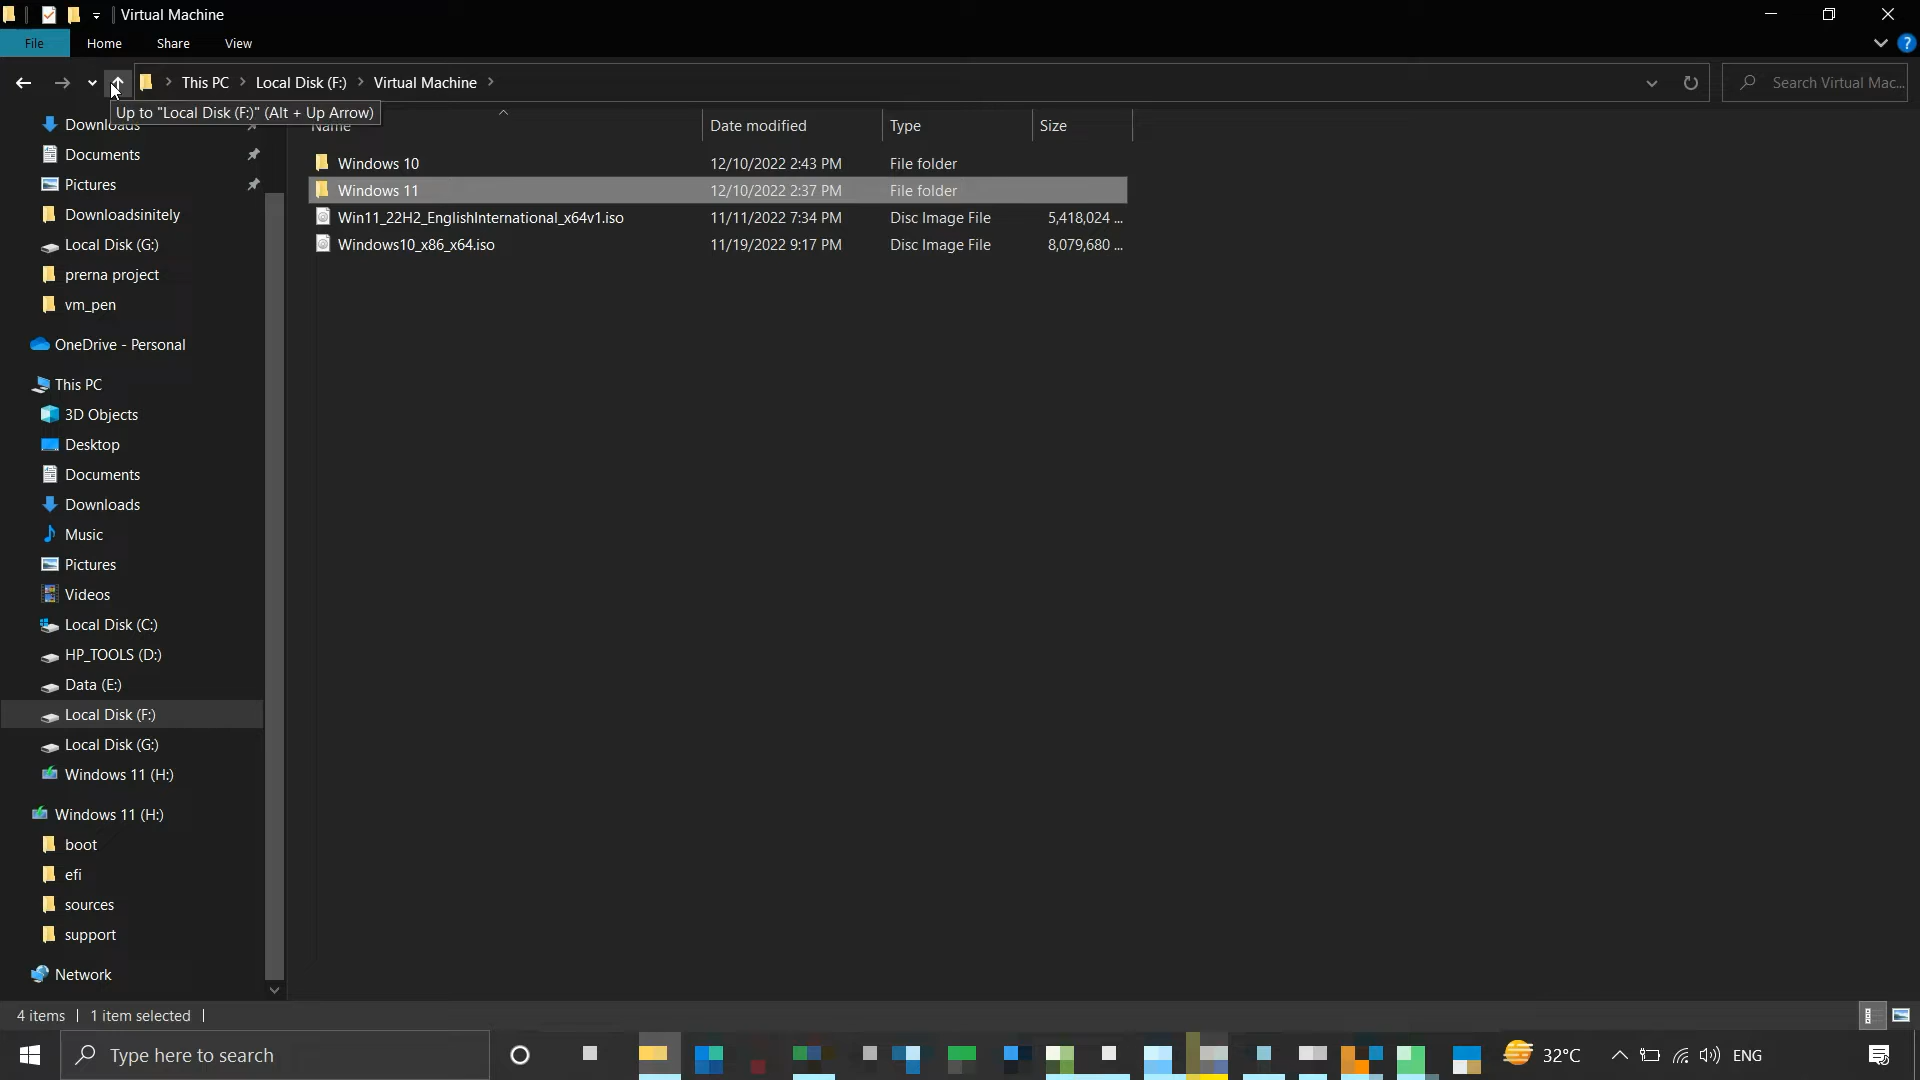 Virtual Machine
File Home Share View
This PC Local Disk (F:) Virtual Machine
Search Virtual Mac...
Up to "Local Disk (F:)" (Alt + Up Arrow)
Name Date modified Type Size
Windows 10 12/10/2022 2:43 PM File folder
Windows 11 12/10/2022 2:37 PM File folder
Win11_22H2_EnglishInternational_x64v1.iso 11/11/2022 7:34 PM Disc Image File 5,418,024 ...
Windows10_x86_x64.iso 11/19/2022 9:17 PM Disc Image File 8,079,680 ...
Downloads
Documents
Pictures
Downloadsinitely
Local Disk (G:)
prerna project
vm_pen
OneDrive - Personal
This PC
3D Objects
Desktop
Documents
Downloads
Music
Pictures
Videos
Local Disk (C:)
HP_TOOLS (D:)
Data (E:)
Local Disk (F:)
Local Disk (G:)
Windows 11 (H:)
Windows 11 (H:)
boot
efi
sources
support
Network
4 items 1 item selected
Type here to search
32°C ENG